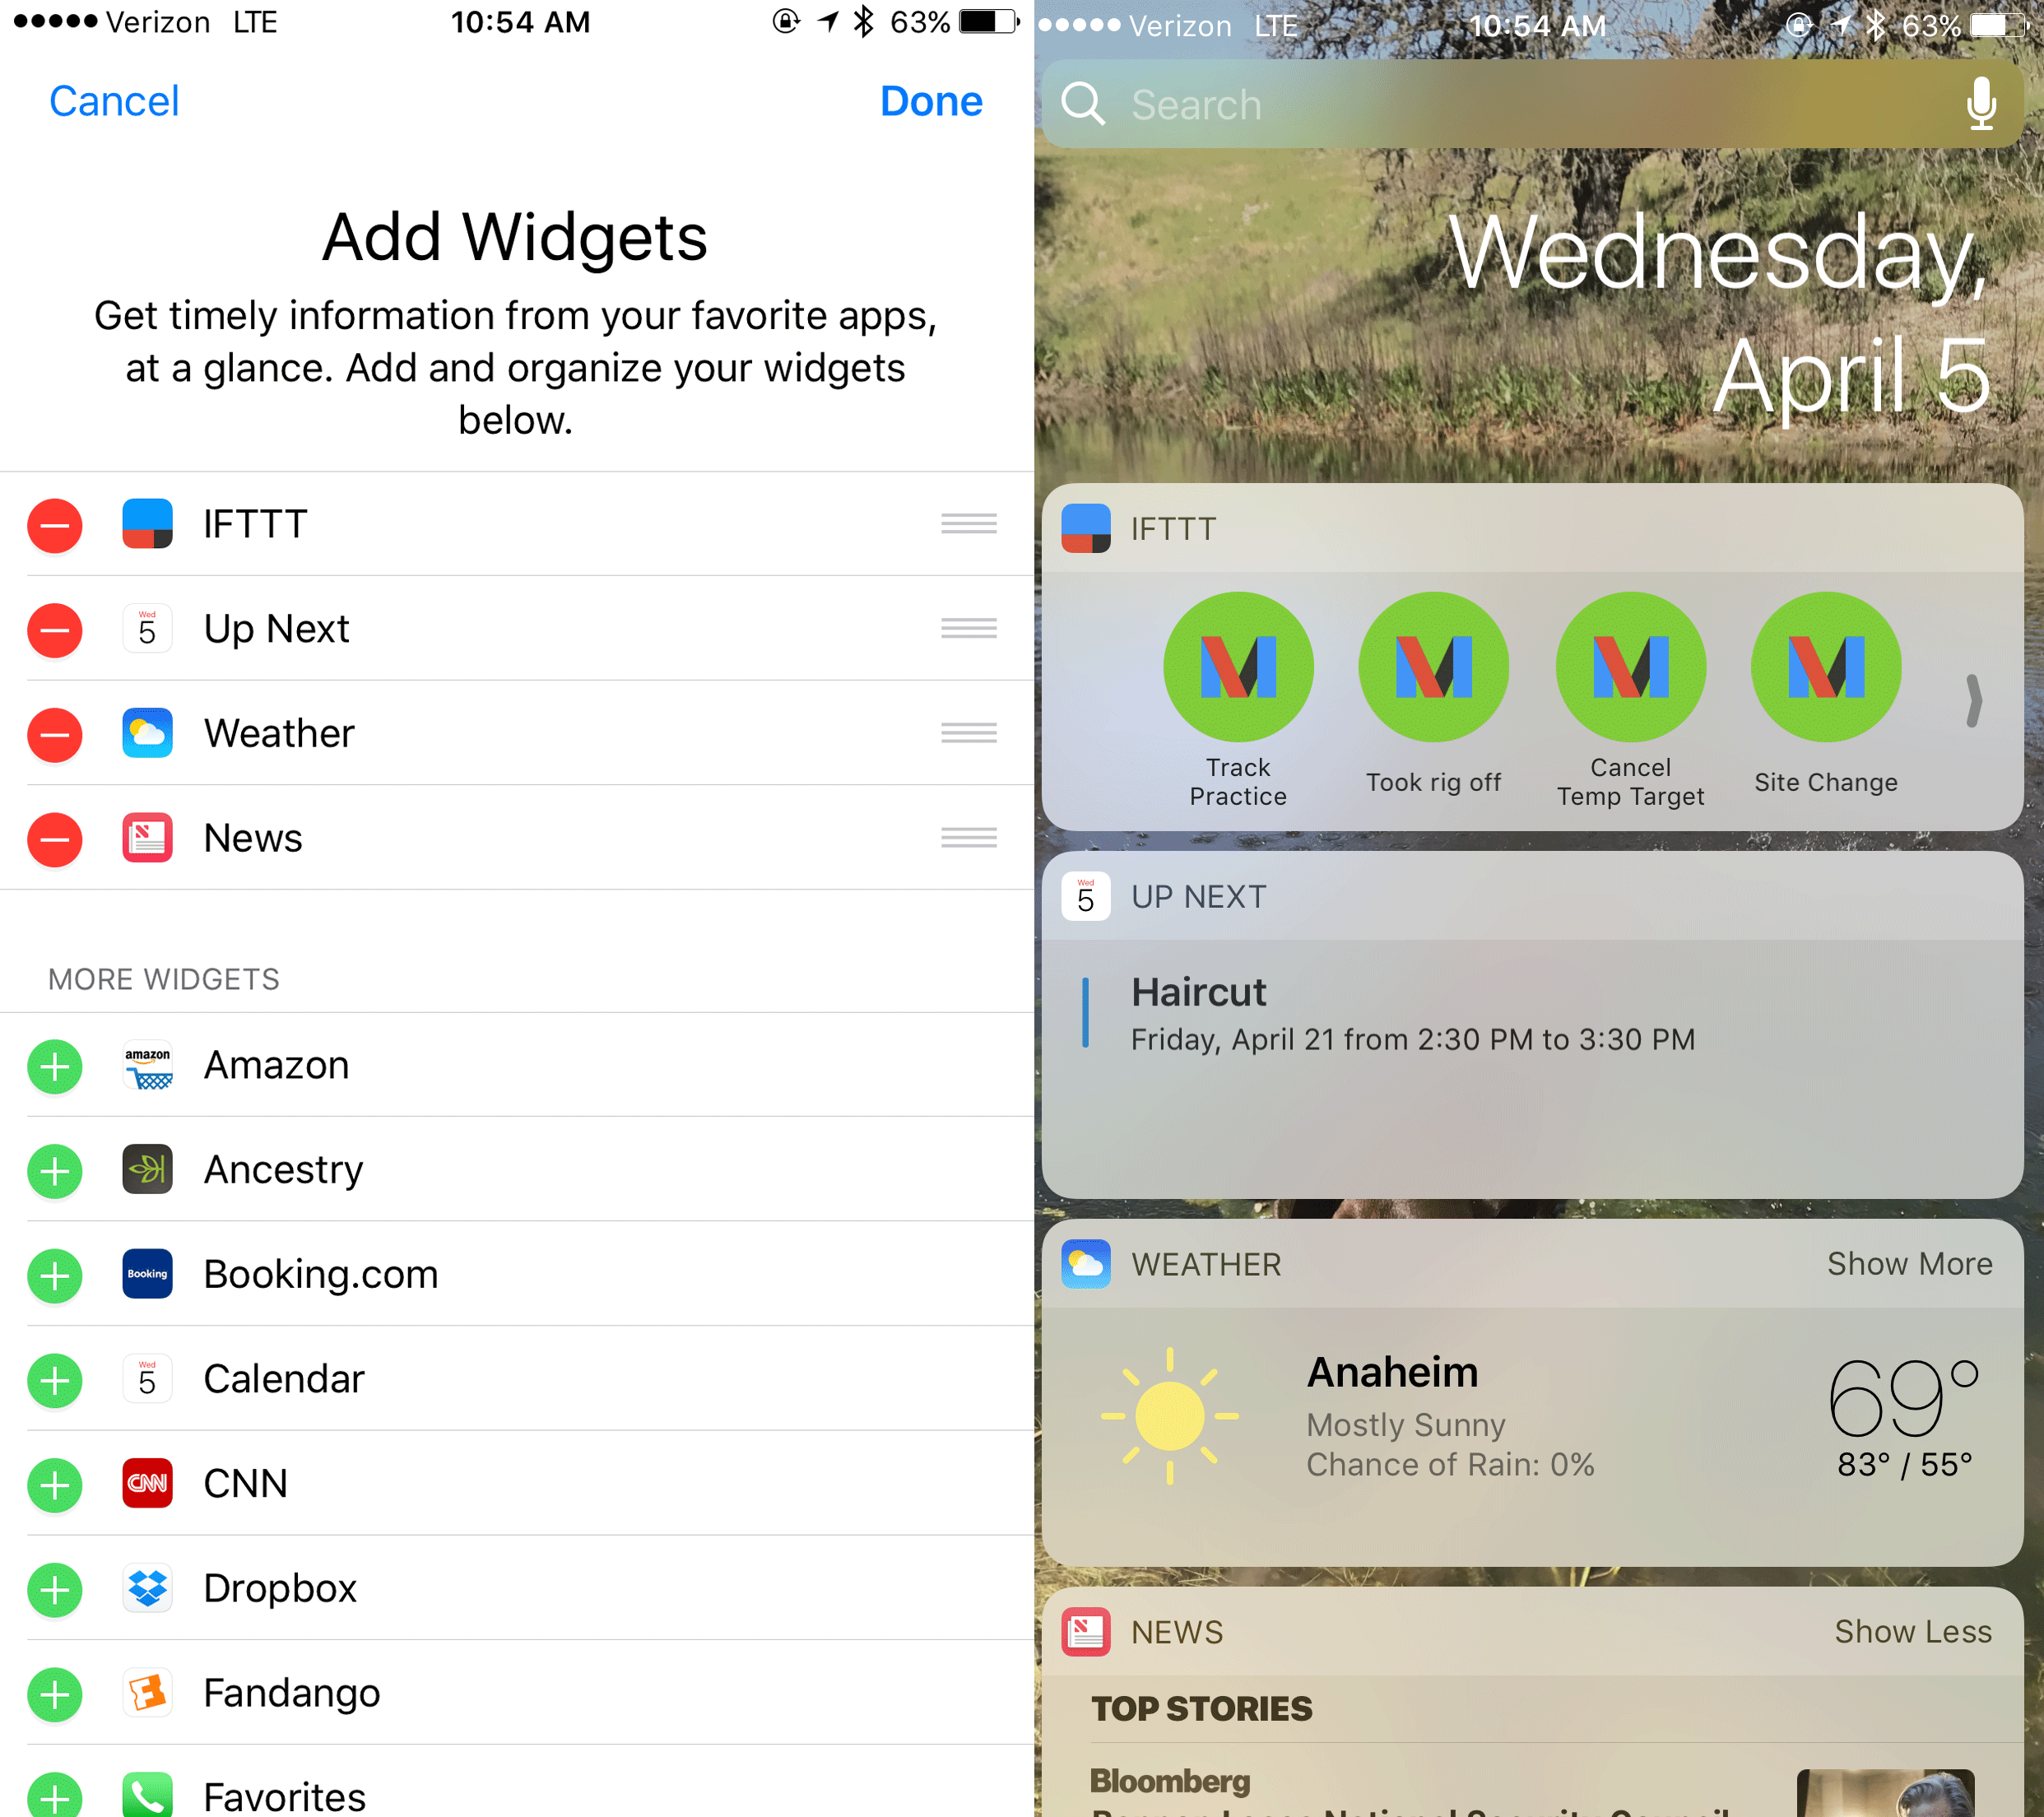 Verizon LTE 10:54 AM 63%
Cancel Done
Add Widgets
Get timely information from your favorite apps,
at a glance. Add and organize your widgets
below.
IFTTT
Wed
5
Up Next
Weather
News
MORE WIDGETS
amazon
Amazon
Ancestry
Booking
Booking.com
Wed
5
Calendar
CNN
CNN
Dropbox
Fandango
Favorites
Verizon LTE 10:54 AM 63%
Search
Wednesday,
April 5
IFTTT
Track
Practice
Took rig off
Cancel
Temp Target
Site Change
Wed
5
UP NEXT
Haircut
Friday, April 21 from 2:30 PM to 3:30 PM
WEATHER Show More
Anaheim
Mostly Sunny
Chance of Rain: 0%
69°
83° / 55°
NEWS Show Less
TOP STORIES
Bloomberg
National Security Council